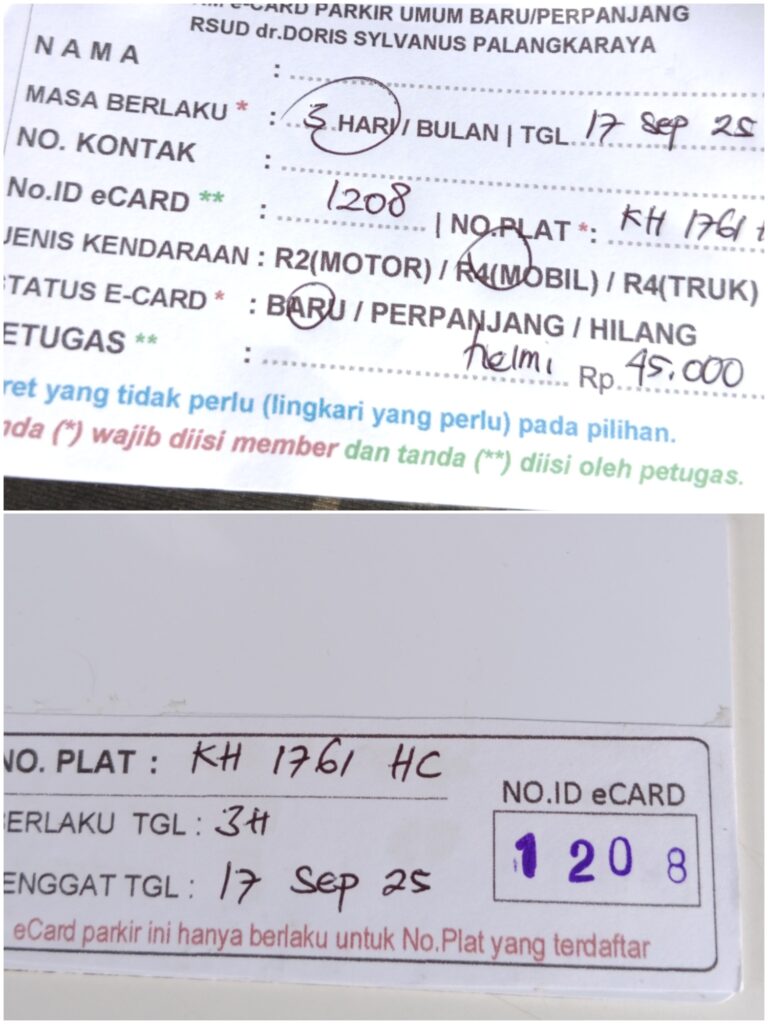 e-CARD PARKIR UMUM BARU/PERPANJANG
RSUD dr.DORIS SYLVANUS PALANGKARAYA
NAMA :
MASA BERLAKU * : 3 HARI / BULAN | TGL 17 Sep 25
NO. KONTAK :
No.ID eCARD ** : 1208 | NO.PLAT *: KH 1761
JENIS KENDARAAN : R2(MOTOR) / R4(MOBIL) / R4(TRUK)
STATUS E-CARD * : BARU / PERPANJANG / HILANG
PETUGAS ** : helmi Rp 45.000
ret yang tidak perlu (lingkari yang perlu) pada pilihan.
nda (*) wajib diisi member dan tanda (**) diisi oleh petugas.
NO. PLAT : KH 1761 HC
BERLAKU TGL : 3H
ENGGAT TGL : 17 Sep 25
NO.ID eCARD
1208
eCard parkir ini hanya berlaku untuk No.Plat yang terdaftar